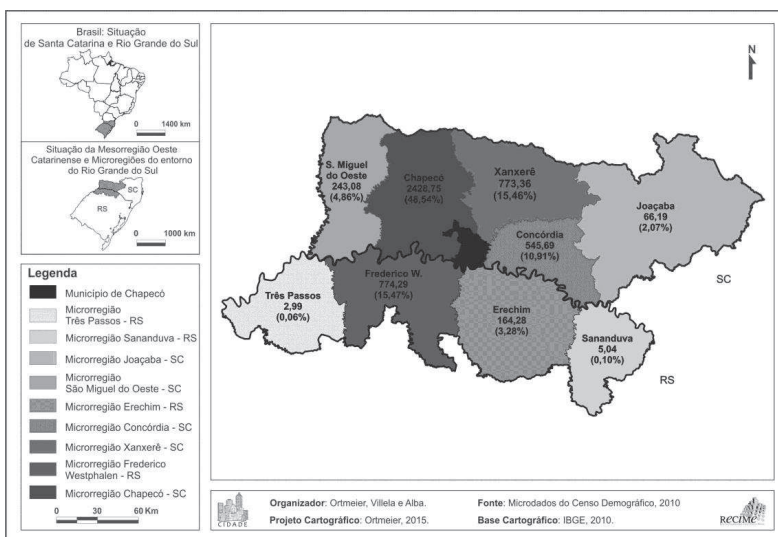 Brasil: Situação
de Santa Catarina e Rio Grande do Sul
0 1400 km
Situação da Mesorregião Oeste
Catarinense e Microregiões do entorno
do Rio Grande do Sul
SC
RS
0 1000 km
Legenda
Município de Chapecó
Microrregião
Três Passos - RS
Microrregião Sananduva - RS
Microrregião Joaçaba - SC
Microrregião
São Miguel do Oeste - SC
Microrregião Erechim - RS
Microrregião Concórdia - SC
Microrregião Xanxerê - SC
Microrregião Frederico
Westphalen - RS
Microrregião Chapecó - SC
0 30 60 Km
N
S. Miguel
do Oeste
243,08
(4,86%)
Chapecó
2428,75
(48,54%)
Xanxerê
773,36
(15,46%)
Joaçaba
66,19
(2,07%)
Concórdia
545,69
(10,91%)
SC
Três Passos
2,99
(0,06%)
Frederico W.
774,29
(15,47%)
Erechim
164,28
(3,28%)
Sananduva
5,04
(0,10%)
RS
CIDADE
Organizador: Ortmeier, Villela e Alba.
Projeto Cartográfico: Ortmeier, 2015.
Fonte: Microdados do Censo Demográfico, 2010
Base Cartográfico: IBGE, 2010.
ReCiMe